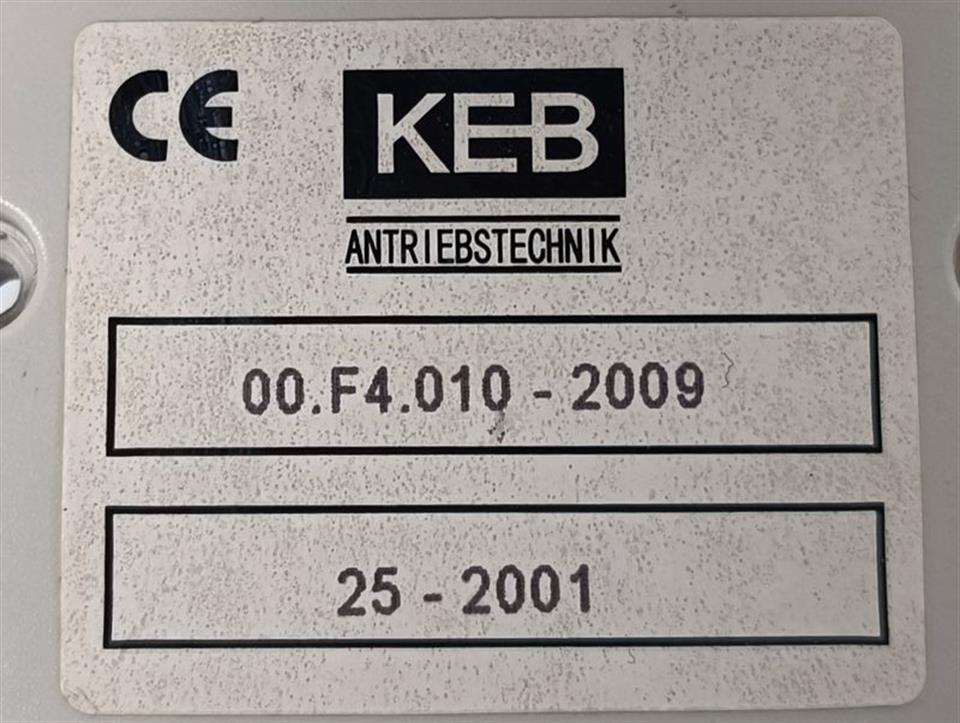 CE
KEB
ANTRIEBSTECHNIK
00.F4.010 - 2009
25 - 2001